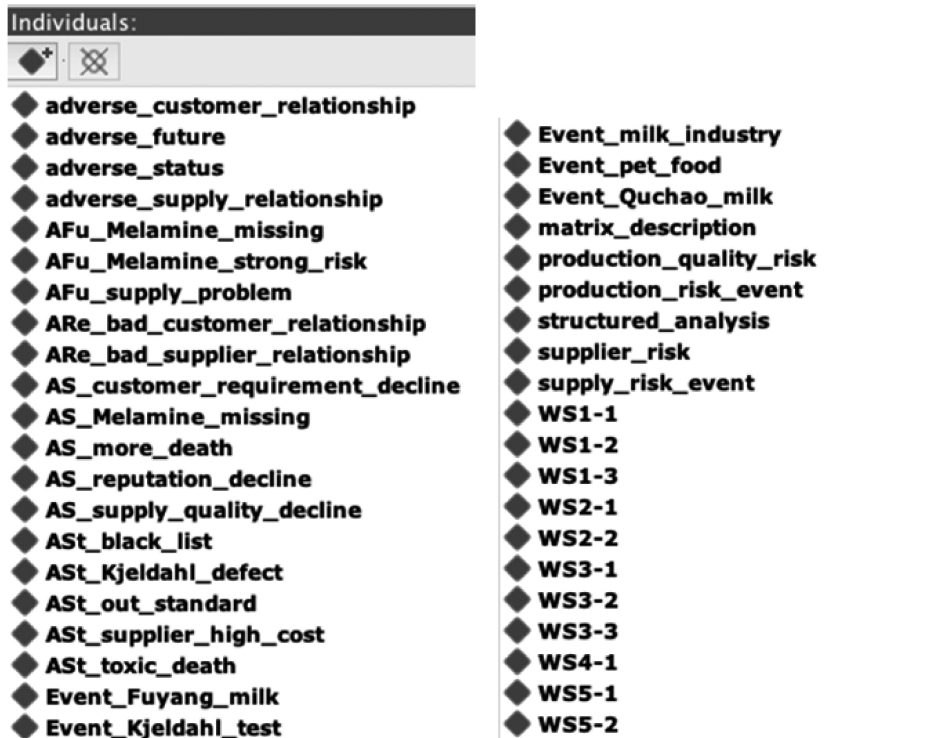 Individuals:
adverse_customer_relationship
adverse_future
adverse_status
adverse_supply_relationship
AFu_Melamine_missing
AFu_Melamine_strong_risk
AFu_supply_problem
ARe_bad_customer_relationship
ARe_bad_supplier_relationship
AS_customer_requirement_decline
AS_Melamine_missing
AS_more_death
AS_reputation_decline
AS_supply_quality_decline
ASt_black_list
ASt_Kjeldahl_defect
ASt_out_standard
ASt_supplier_high_cost
ASt_toxic_death
Event_Fuyang_milk
Event_Kjeldahl_test
Event_milk_industry
Event_pet_food
Event_Quchao_milk
matrix_description
production_quality_risk
production_risk_event
structured_analysis
supplier_risk
supply_risk_event
WS1-1
WS1-2
WS1-3
WS2-1
WS2-2
WS3-1
WS3-2
WS3-3
WS4-1
WS5-1
WS5-2